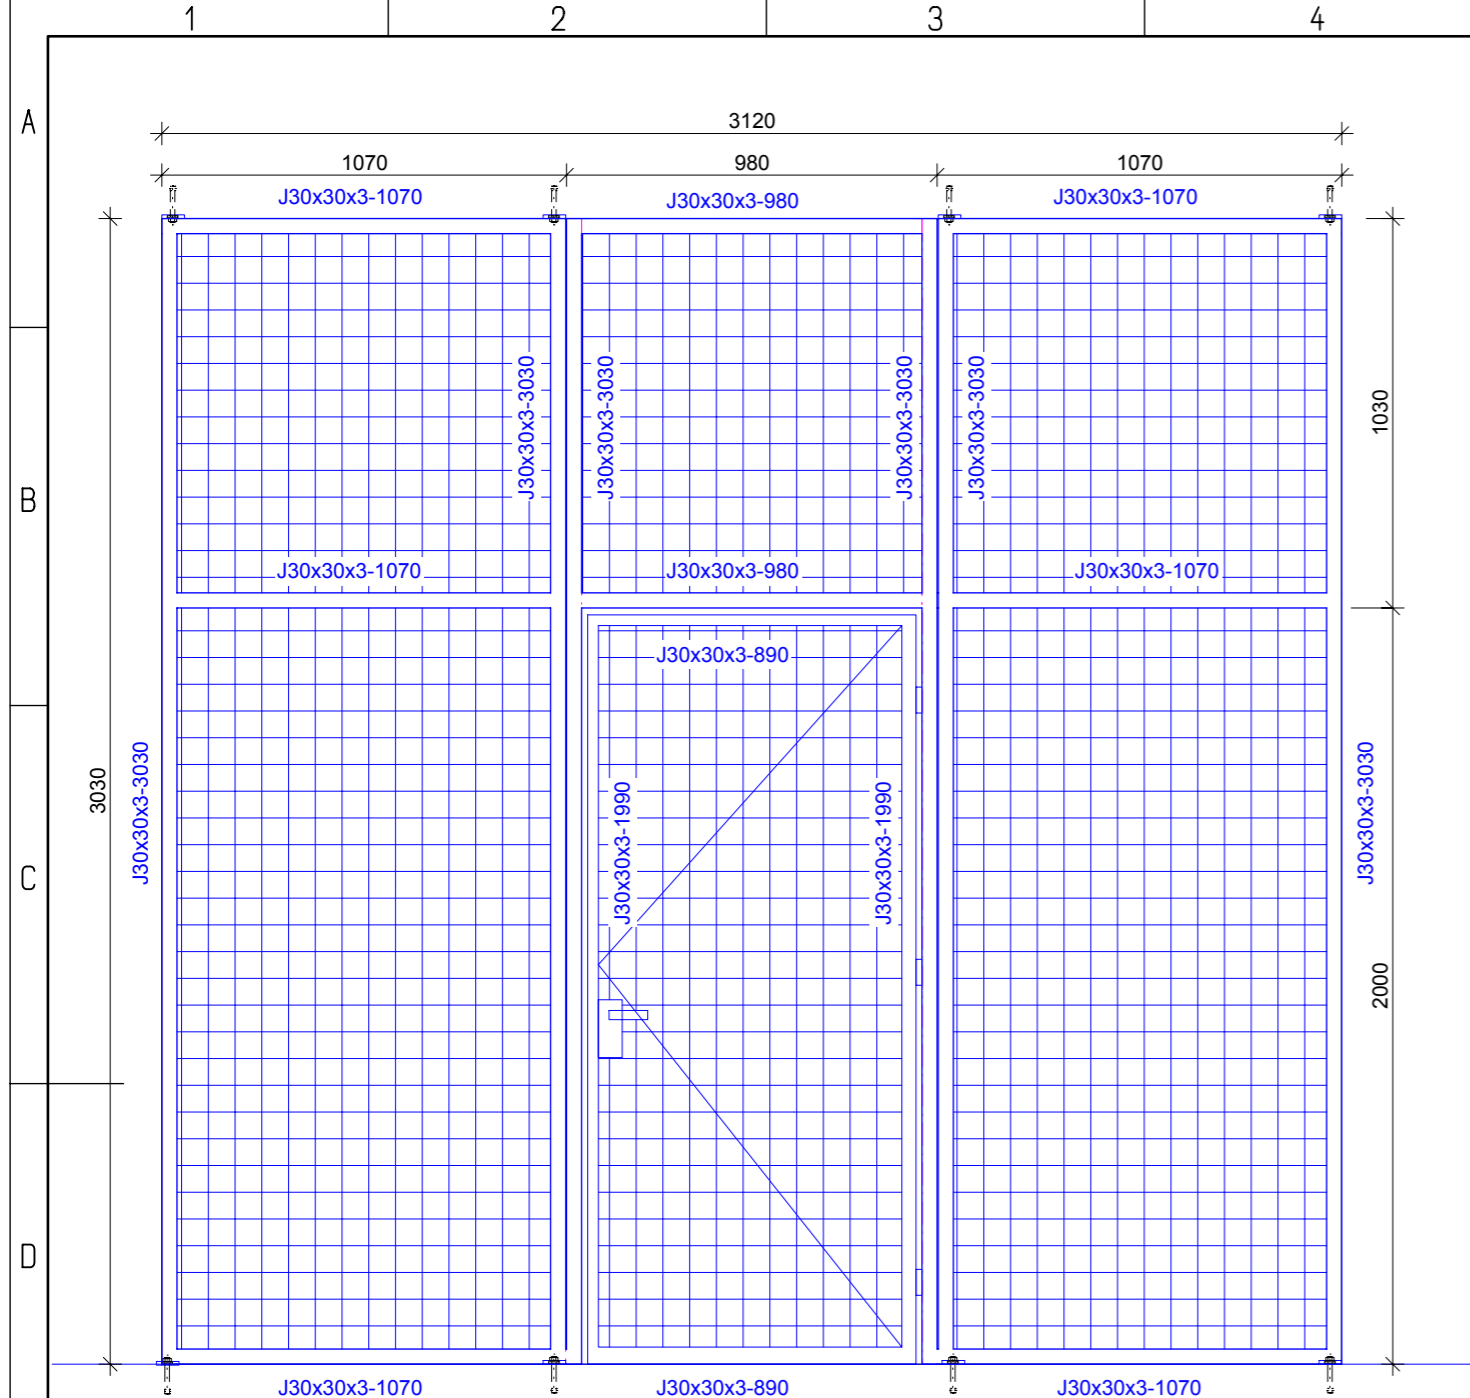 1 2 3 4
A
3120
1070 980 1070
J30x30x3-1070 J30x30x3-980 J30x30x3-1070
J30x30x3-3030 J30x30x3-3030 J30x30x3-3030 J30x30x3-3030
1030
B
J30x30x3-1070 J30x30x3-980 J30x30x3-1070
J30x30x3-890
3030
J30x30x3-3030
J30x30x3-1990 J30x30x3-1990
J30x30x3-3030
C
2000
D
J30x30x3-1070 J30x30x3-890 J30x30x3-1070